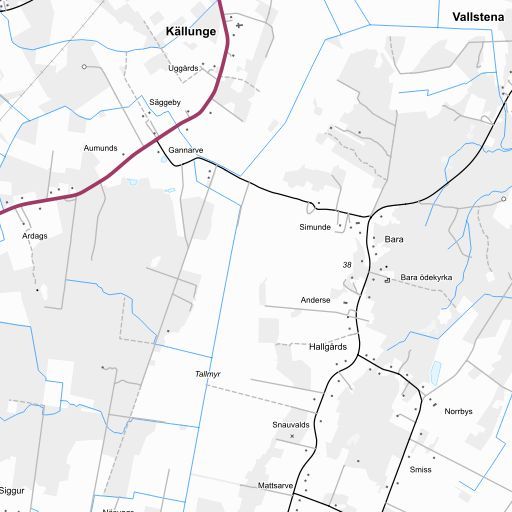 Vallstena
Källunge
Uggårds
Säggeby
Aumunds
Gannarve
Simunde
Ardags
Bara
38
Bara ödekyrka
Anderse
Hallgårds
Tallmyr
Norrbys
Snauvalds
Smiss
Mattsarve
Siggur